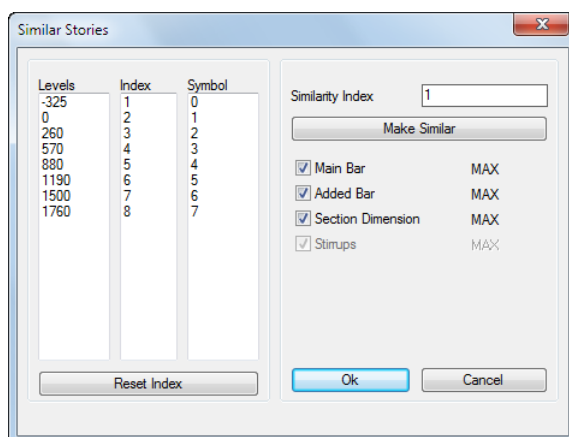 Similar Stories
Levels Index Symbol
-325 1 0
0 2 1
260 3 2
570 4 3
880 5 4
1190 6 5
1500 7 6
1760 8 7
Reset Index
Similarity Index 1
Make Similar
Main Bar MAX
Added Bar MAX
Section Dimension MAX
Stirrups MAX
Ok Cancel